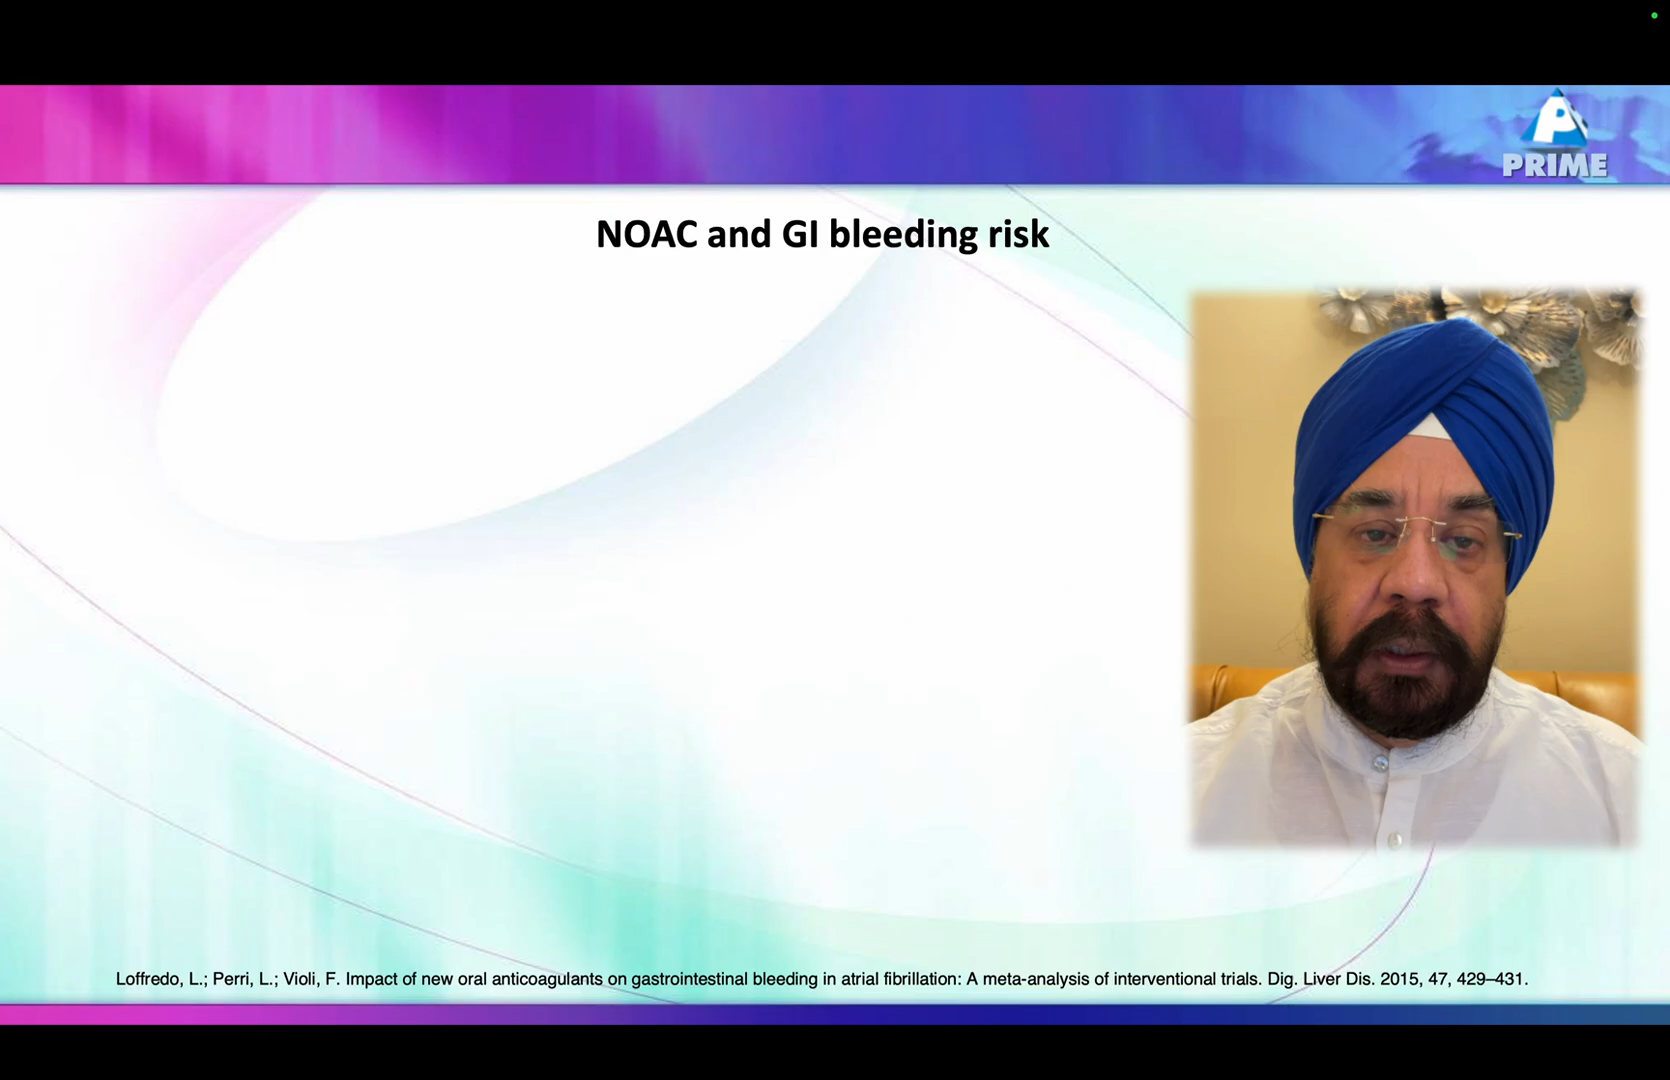 PRIME
NOAC and GI bleeding risk
Loffredo, L.; Perri, L.; Violi, F. Impact of new oral anticoagulants on gastrointestinal bleeding in atrial fibrillation: A meta-analysis of interventional trials. Dig. Liver Dis. 2015, 47, 429–431.